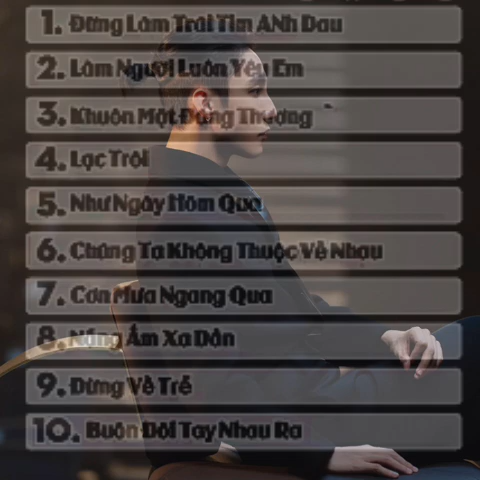 1. Đừng Làm Trái Tim ANh Đau
2. Làm Người Luôn Yêu Em
3. Khuôn Mặt Đáng Thương
4. Lạc Trôi
5. Như Ngày Hôm Qua
6. Chúng Ta Không Thuộc Về Nhau
7. Cơn Mưa Ngang Qua
8. Nắng Ấm Xa Dần
9. Đừng Về Trễ
10. Buông Đôi Tay Nhau Ra